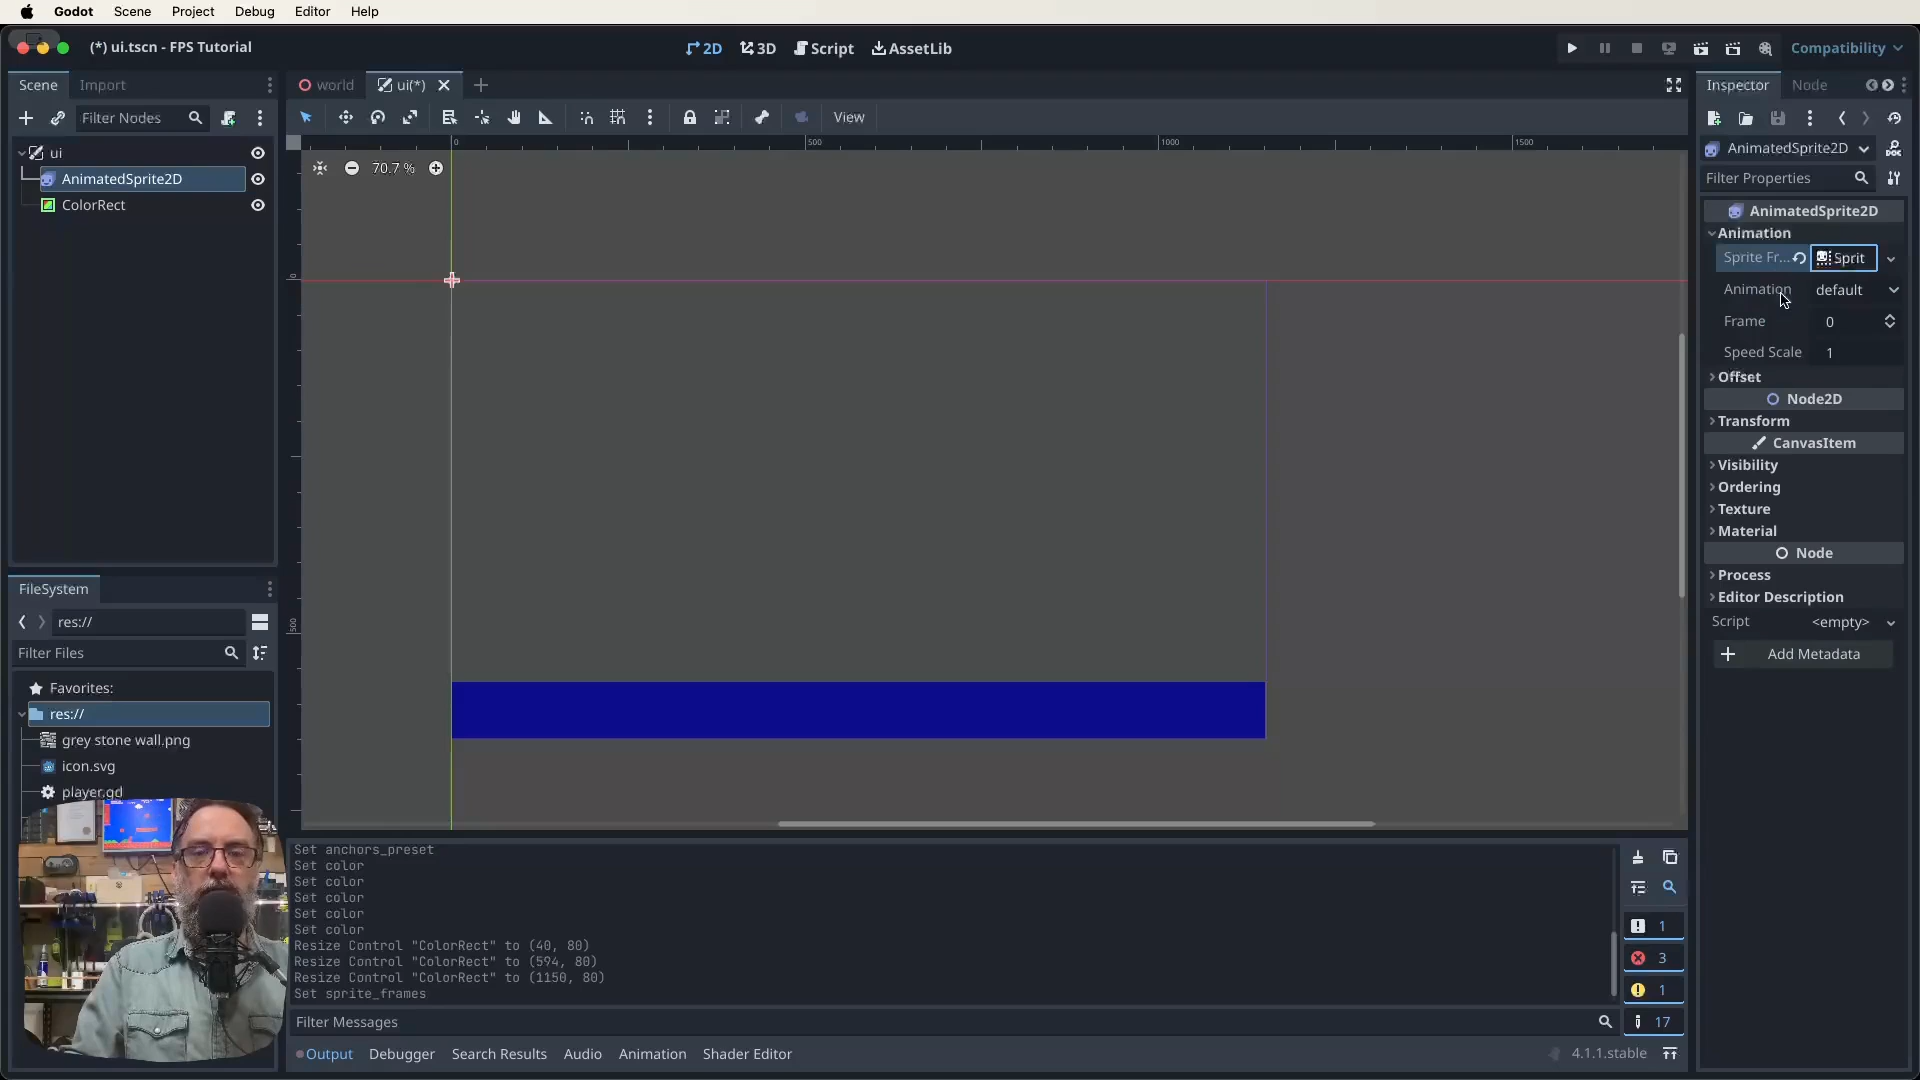 Godot Scene Project Debug Editor Help
(*) ui.tscn - FPS Tutorial
2D 3D Script AssetLib
Compatibility
Scene Import
world ui(*)
Inspector Node
Filter Nodes
View
ui
AnimatedSprite2D
ColorRect
0 500 1000 1500
70.7 %
0
500
AnimatedSprite2D
Filter Properties
AnimatedSprite2D
Animation
Sprite Fr... Sprit
Animation default
Frame 0
Speed Scale 1
Offset
Node2D
Transform
CanvasItem
Visibility
Ordering
Texture
Material
Node
Process
Editor Description
Script <empty>
Add Metadata
FileSystem
res://
Filter Files
Favorites:
res://
grey stone wall.png
icon.svg
player.gd
Set anchors_preset
Set color
Set color
Set color
Set color
Set color
Resize Control "ColorRect" to (40, 80)
Resize Control "ColorRect" to (594, 80)
Resize Control "ColorRect" to (1150, 80)
Set sprite_frames
1
3
1
17
Filter Messages
Output Debugger Search Results Audio Animation Shader Editor
4.1.1.stable